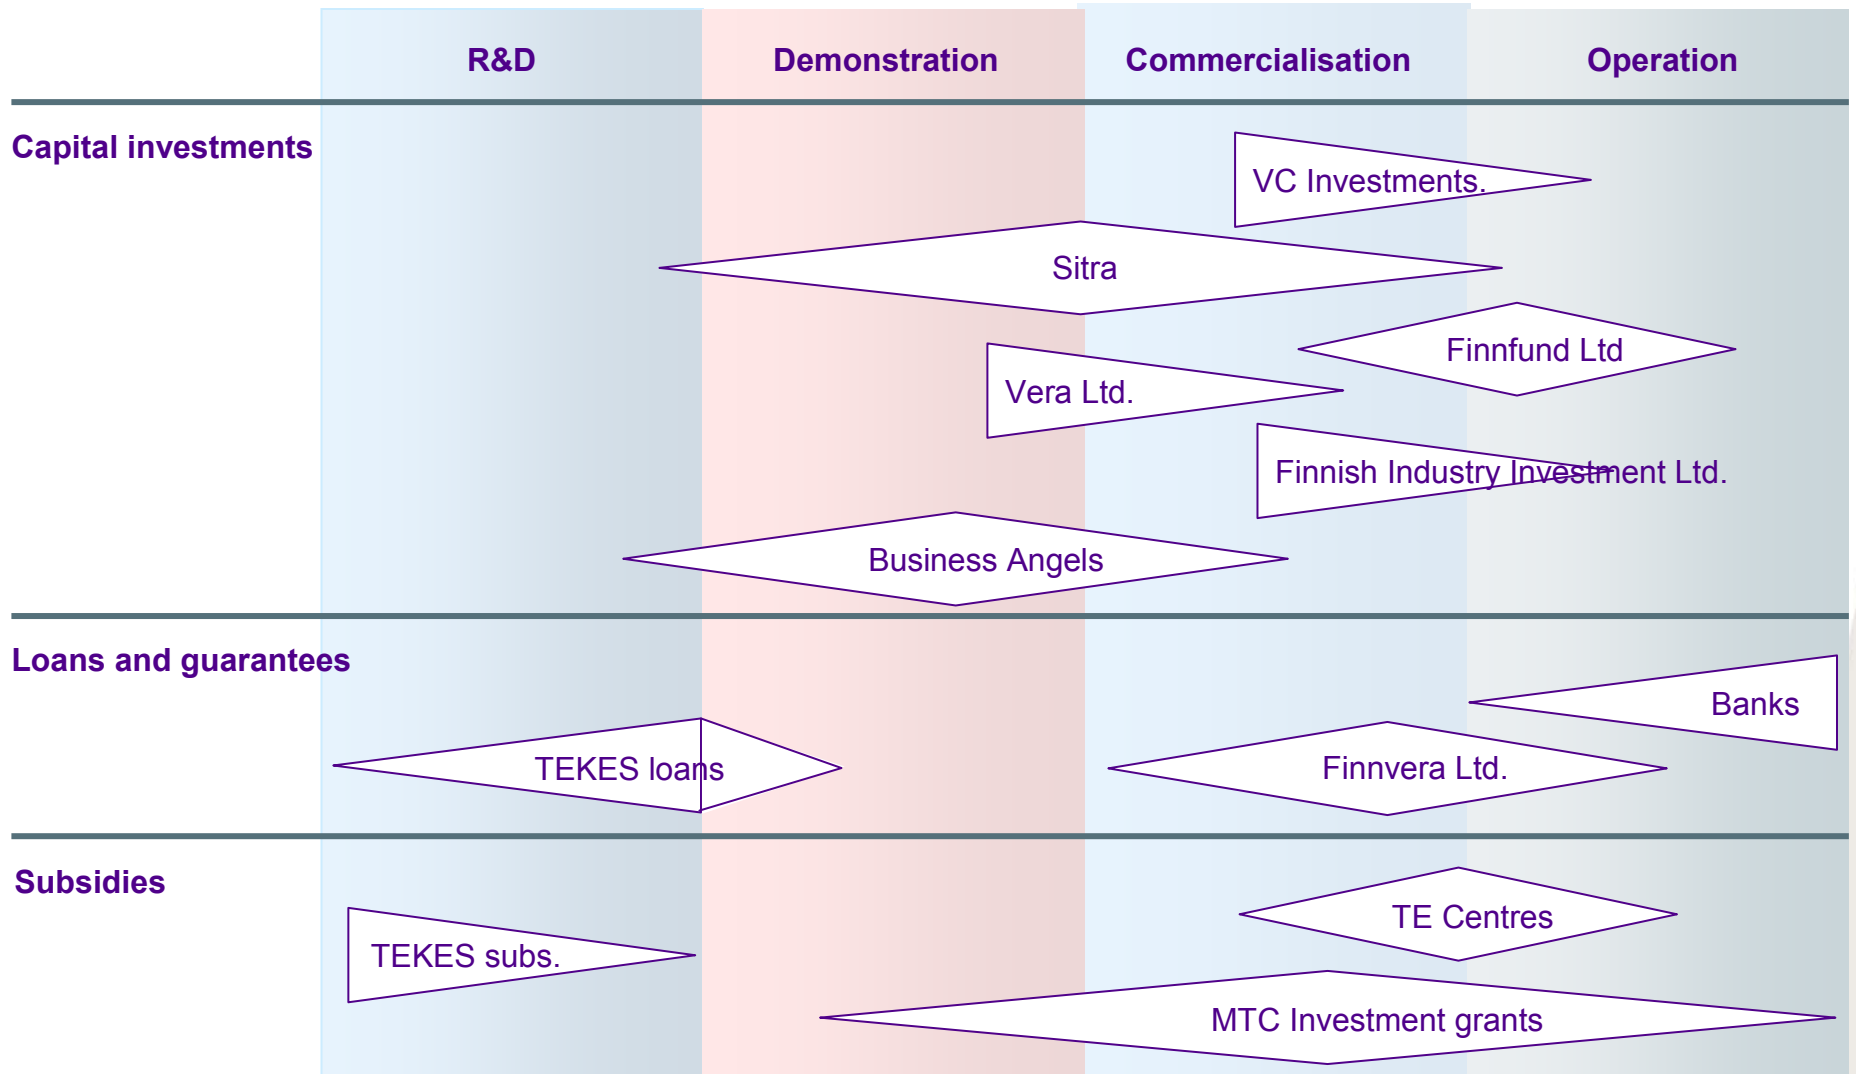 R&D
Demonstration
Commercialisation
Operation
Capital investments
VC Investments.
Sitra
Finnfund Ltd
Vera Ltd.
Finnish Industry Investment Ltd.
Business Angels
Loans and guarantees
Banks
TEKES loans
Finnvera Ltd.
Subsidies
TE Centres
TEKES subs.
MTC Investment grants